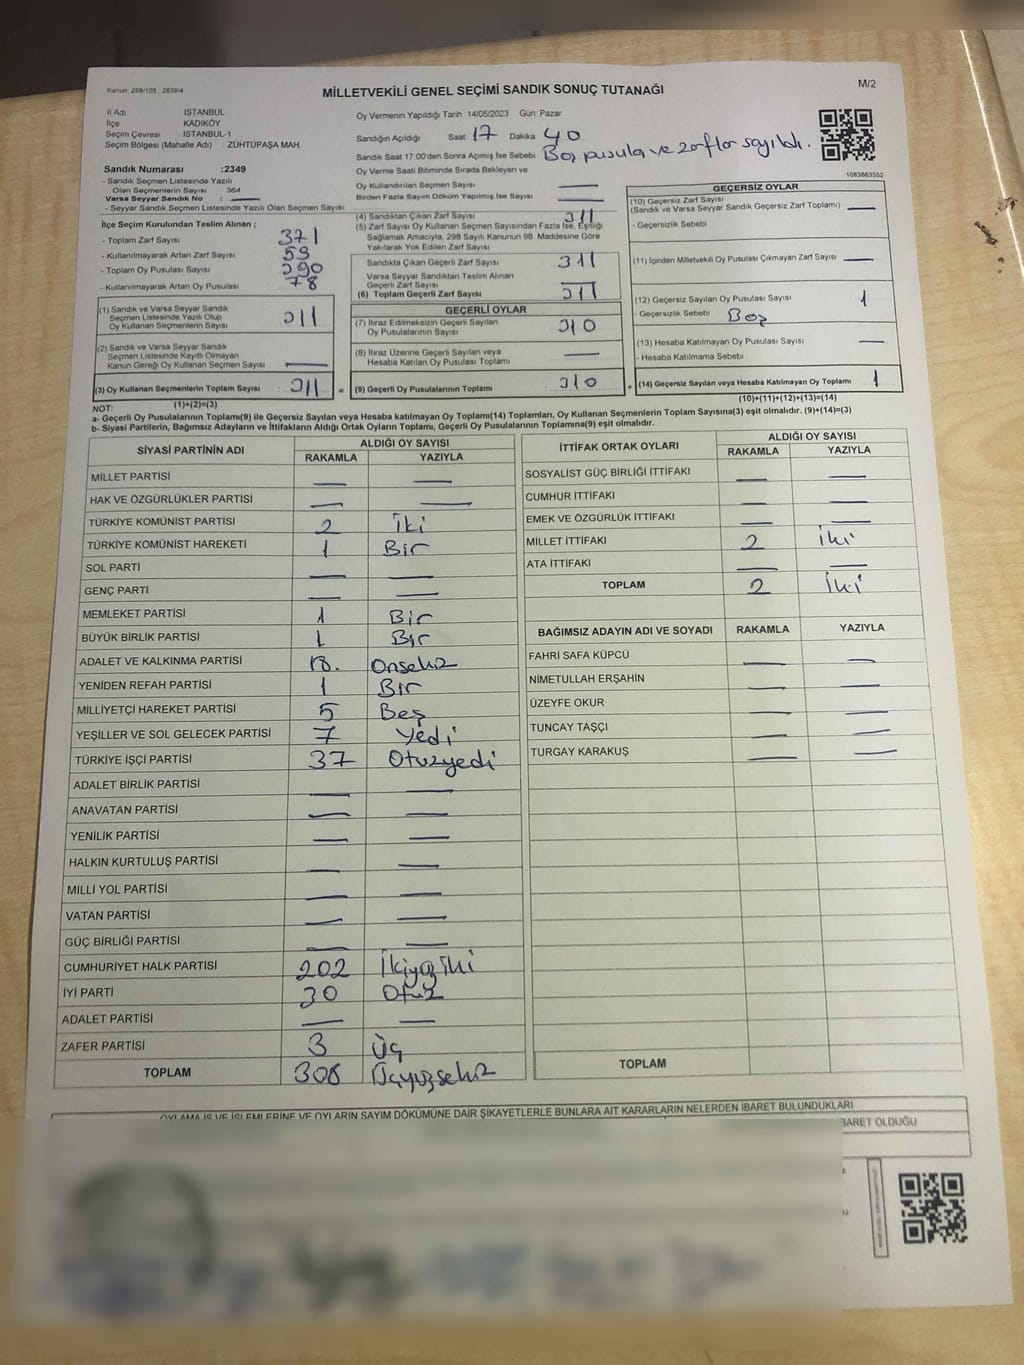 Kanun, 298/105 , 2839/4
MİLLETVEKİLİ GENEL SEÇİMİ SANDIK SONUÇ TUTANAĞI
M/2
İl Adı İSTANBUL
İlçe KADIKÖY
Seçim Çevresi İSTANBUL-1
Seçim Bölgesi (Mahalle Adı) : ZÜHTÜPAŞA MAH
Sandık Numarası :2349
- Sandık Seçmen Listesinde Yazılı
Olan Seçmenlerin Sayısı 364
Varsa Seyyar Sandık No : —
- Seyyar Sandık Seçmen Listesinde Yazılı Olan Seçmen Sayısı
İlçe Seçim Kurulundan Teslim Alınan ;
- Toplam Zarf Sayısı 371
- Kullanılmayarak Artan Zarf Sayısı 59
- Toplam Oy Pusulası Sayısı 390
- Kullanılmayarak Artan Oy Pusulası 78
(1) Sandık ve Varsa Seyyar Sandık
Seçmen Listesinde Yazılı Olup
Oy Kullanan Seçmenlerin Sayısı 311
(2) Sandık ve Varsa Seyyar Sandık
Seçmen Listesinde Kayıtlı Olmayan
Kanun Gereği Oy Kullanan Seçmen Sayısı —
(3) Oy Kullanan Seçmenlerin Toplam Sayısı 311 =
(1)+(2)=(3)
Oy Vermenin Yapıldığı Tarih 14/05/2023 Gün: Pazar
Sandığın Açıldığı Saat 17 Dakika 40
Sandık Saat 17:00'den Sonra Açımış İse Sebebi Boş pusula ve zarflar sayıldı.
Oy Verme Saati Bitiminde Sırada Bekleyen ve
Oy Kullandırılan Seçmen Sayısı —
Birden Fazla Sayım Döküm Yapılmış İse Sayısı —
(4) Sandıktan Çıkan Zarf Sayısı 311
(5) Zarf Sayısı Oy Kullanan Seçmen Sayısından Fazla İse, Eşitliği
Sağlamak Amacıyla, 298 Sayılı Kanunun 98. Maddesine Göre
Yakılarak Yok Edilen Zarf Sayısı
Sandıkta Çıkan Geçerli Zarf Sayısı 311
Varsa Seyyar Sandıktan Teslim Alınan
Geçerli Zarf Sayısı —
(6) Toplam Geçerli Zarf Sayısı 311
GEÇERLİ OYLAR
(7) İtiraz Edilmeksizin Geçerli Sayılan
Oy Pusulalarının Sayısı 310
(8) İtiraz Üzerine Geçerli Sayılan veya
Hesaba Katılan Oy Pusulası Toplamı —
(9) Geçerli Oy Pusulalarının Toplamı 310 +
1083863552
GEÇERSİZ OYLAR
(10) Geçersiz Zarf Sayısı
(Sandık ve Varsa Seyyar Sandık Geçersiz Zarf Toplamı) —
- Geçersizlik Sebebi
(11) İçinden Milletvekili Oy Pusulası Çıkmayan Zarf Sayısı —
(12) Geçersiz Sayılan Oy Pusulası Sayısı 1
- Geçersizlik Sebebi Boş
(13) Hesaba Katılmayan Oy Pusulası Sayısı —
- Hesaba Katılmama Sebebi
(14) Geçersiz Sayılan veya Hesaba Katılmayan Oy Toplamı 1
(10)+(11)+(12)+(13)=(14)
NOT:
a- Geçerli Oy Pusulalarının Toplamı(9) ile Geçersiz Sayılan veya Hesaba katılmayan Oy Toplamı(14) Toplamları, Oy Kullanan Seçmenlerin Toplam Sayısına(3) eşit olmalıdır. (9)+(14)=(3)
b- Siyasi Partilerin, Bağımsız Adayların ve İttifakların Aldığı Ortak Oyların Toplamı, Geçerli Oy Pusulalarının Toplamına(9) eşit olmalıdır.
SİYASİ PARTİNİN ADI ALDIĞI OY SAYISI
RAKAMLA YAZIYLA
MİLLET PARTİSİ — —
HAK VE ÖZGÜRLÜKLER PARTİSİ — —
TÜRKİYE KOMÜNİST PARTİSİ 2 İki
TÜRKİYE KOMÜNİST HAREKETİ 1 Bir
SOL PARTİ — —
GENÇ PARTİ — —
MEMLEKET PARTİSİ 1 Bir
BÜYÜK BİRLİK PARTİSİ 1 Bir
ADALET VE KALKINMA PARTİSİ 18. Onsekiz
YENİDEN REFAH PARTİSİ 1 Bir
MİLLİYETÇİ HAREKET PARTİSİ 5 Beş
YEŞİLLER VE SOL GELECEK PARTİSİ 7 Yedi
TÜRKİYE İŞÇİ PARTİSİ 37 Otuzyedi
ADALET BİRLİK PARTİSİ — —
ANAVATAN PARTİSİ — —
YENİLİK PARTİSİ — —
HALKIN KURTULUŞ PARTİSİ — —
MİLLİ YOL PARTİSİ — —
VATAN PARTİSİ — —
GÜÇ BİRLİĞİ PARTİSİ — —
CUMHURİYET HALK PARTİSİ 202 İkiyüziki
İYİ PARTİ 30 Otuz
ADALET PARTİSİ — —
ZAFER PARTİSİ 3 Üç
TOPLAM 308 Üçyüzsekiz
İTTİFAK ORTAK OYLARI ALDIĞI OY SAYISI
RAKAMLA YAZIYLA
SOSYALİST GÜÇ BİRLİĞİ İTTİFAKI — —
CUMHUR İTTİFAKI — —
EMEK VE ÖZGÜRLÜK İTTİFAKI — —
MİLLET İTTİFAKI 2 İki
ATA İTTİFAKI — —
TOPLAM 2 İki
BAĞIMSIZ ADAYIN ADI VE SOYADI RAKAMLA YAZIYLA
FAHRİ SAFA KÜPCÜ — —
NİMETULLAH ERŞAHİN — —
ÜZEYFE OKUR — —
TUNCAY TAŞÇI — —
TURGAY KARAKUŞ — —
TOPLAM
OYLAMA İŞ VE İŞLEMLERİNE VE OYLARIN SAYIM DÖKÜMÜNE DAİR ŞİKAYETLERLE BUNLARA AİT KARARLARIN NELERDEN İBARET BULUNDUKLARI
BARET OLDUĞU